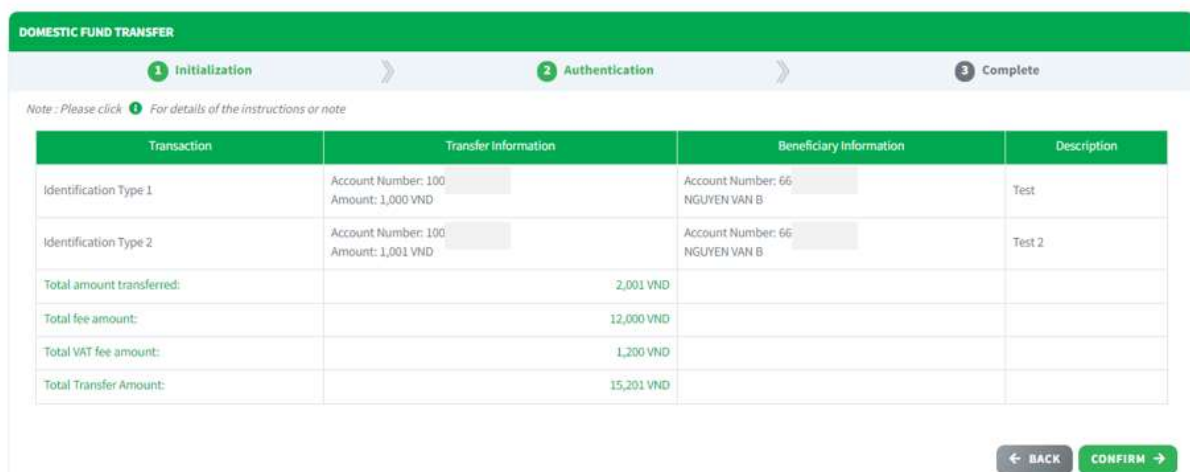 DOMESTIC FUND TRANSFER
1 Initialization
2 Authentication
3 Complete
Note : Please click i For details of the instructions or note
Transaction Transfer Information Beneficiary Information Description
Identification Type 1
Account Number: 100
Amount: 1,000 VND
Account Number: 66
NGUYEN VAN B
Test
Identification Type 2
Account Number: 100
Amount: 1,001 VND
Account Number: 66
NGUYEN VAN B
Test 2
Total amount transferred: 2,001 VND
Total fee amount: 12,000 VND
Total VAT fee amount: 1,200 VND
Total Transfer Amount: 15,201 VND
← BACK
CONFIRM →